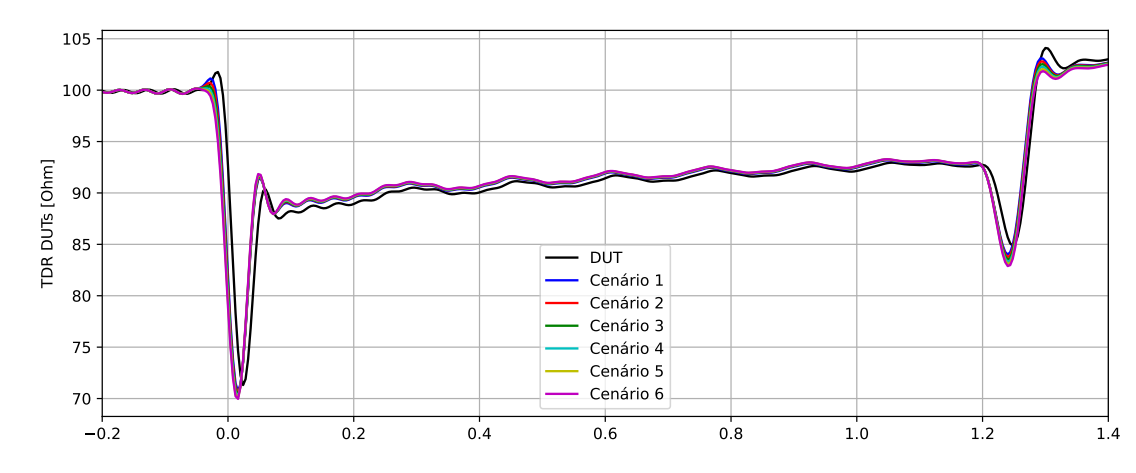 105
100
95
90
85
80
75
70
TDR DUTs [Ohm]
DUT
Cenário 1
Cenário 2
Cenário 3
Cenário 4
Cenário 5
Cenário 6
−0.2 0.0 0.2 0.4 0.6 0.8 1.0 1.2 1.4